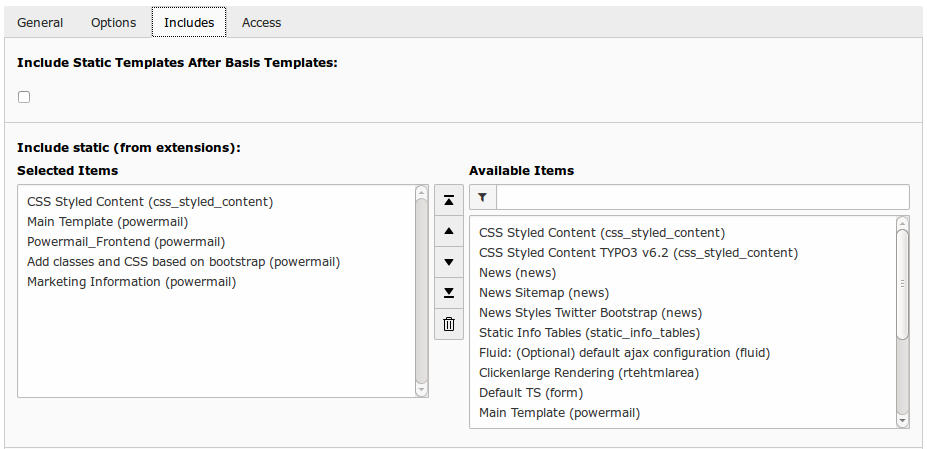 General Options Includes Access
Include Static Templates After Basis Templates:
Include static (from extensions):
Selected Items
CSS Styled Content (css_styled_content)
Main Template (powermail)
Powermail_Frontend (powermail)
Add classes and CSS based on bootstrap (powermail)
Marketing Information (powermail)
Available Items
CSS Styled Content (css_styled_content)
CSS Styled Content TYPO3 v6.2 (css_styled_content)
News (news)
News Sitemap (news)
News Styles Twitter Bootstrap (news)
Static Info Tables (static_info_tables)
Fluid: (Optional) default ajax configuration (fluid)
Clickenlarge Rendering (rtehtmlarea)
Default TS (form)
Main Template (powermail)